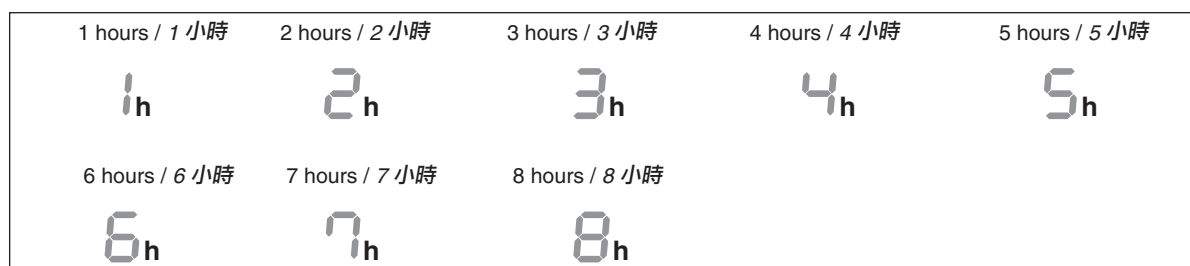 1 hours / 1 小時 2 hours / 2 小時 3 hours / 3 小時 4 hours / 4 小時 5 hours / 5 小時
1h 2h 3h 4h 5h
6 hours / 6 小時 7 hours / 7 小時 8 hours / 8 小時
6h 7h 8h